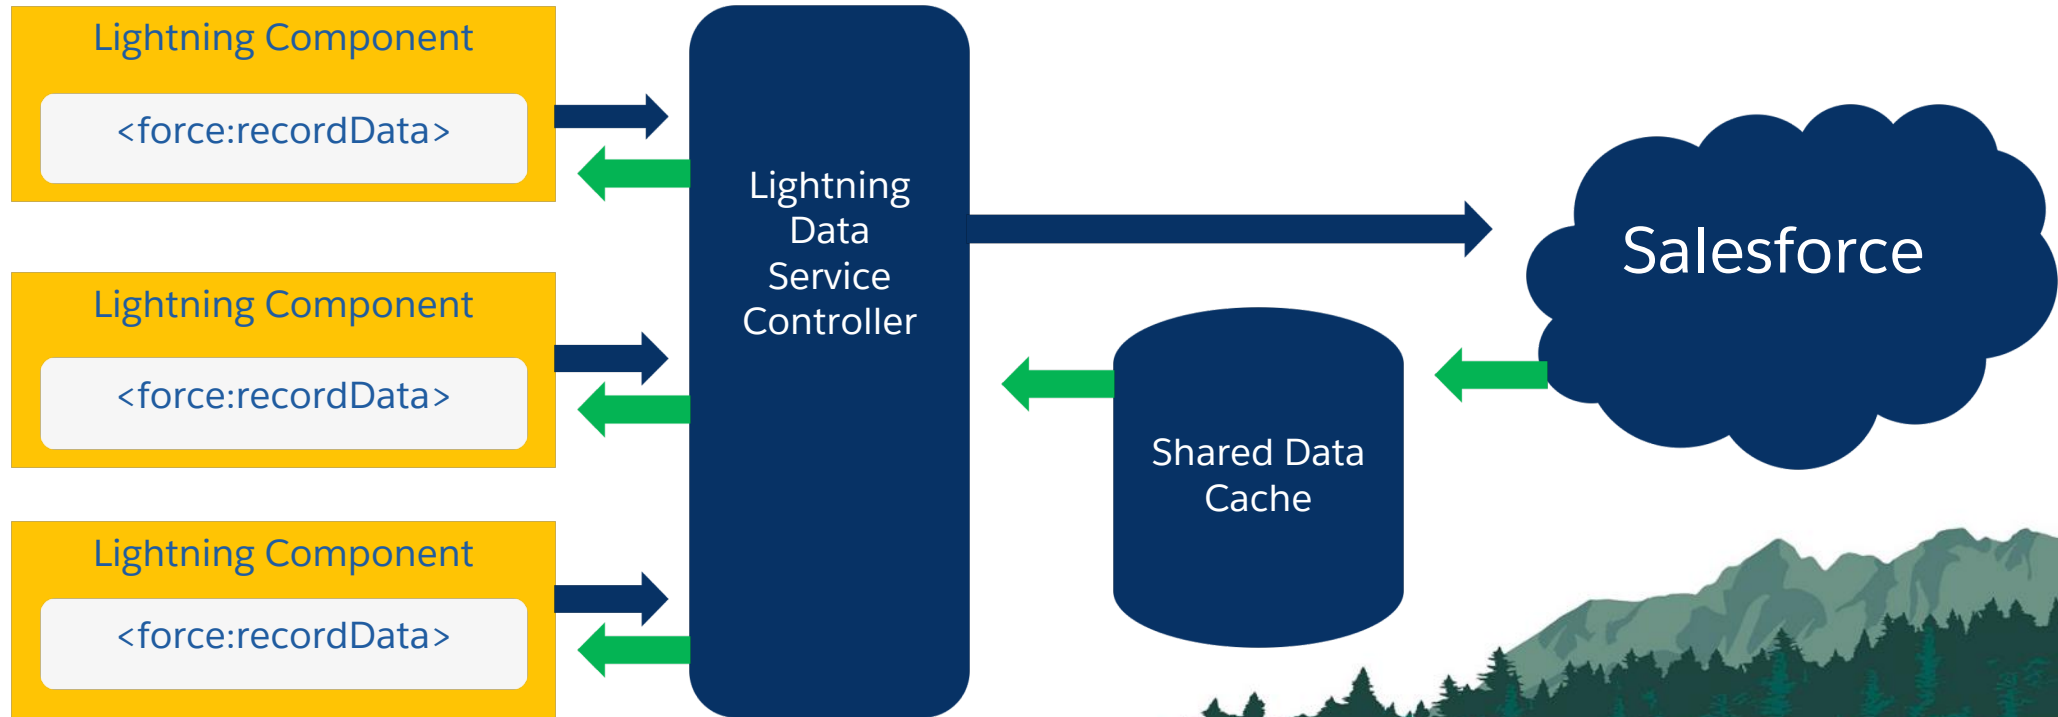 Lightning Component
<force:recordData>
Lightning Component
<force:recordData>
Lightning Component
<force:recordData>
Lightning
Data
Service
Controller
Shared Data
Cache
Salesforce